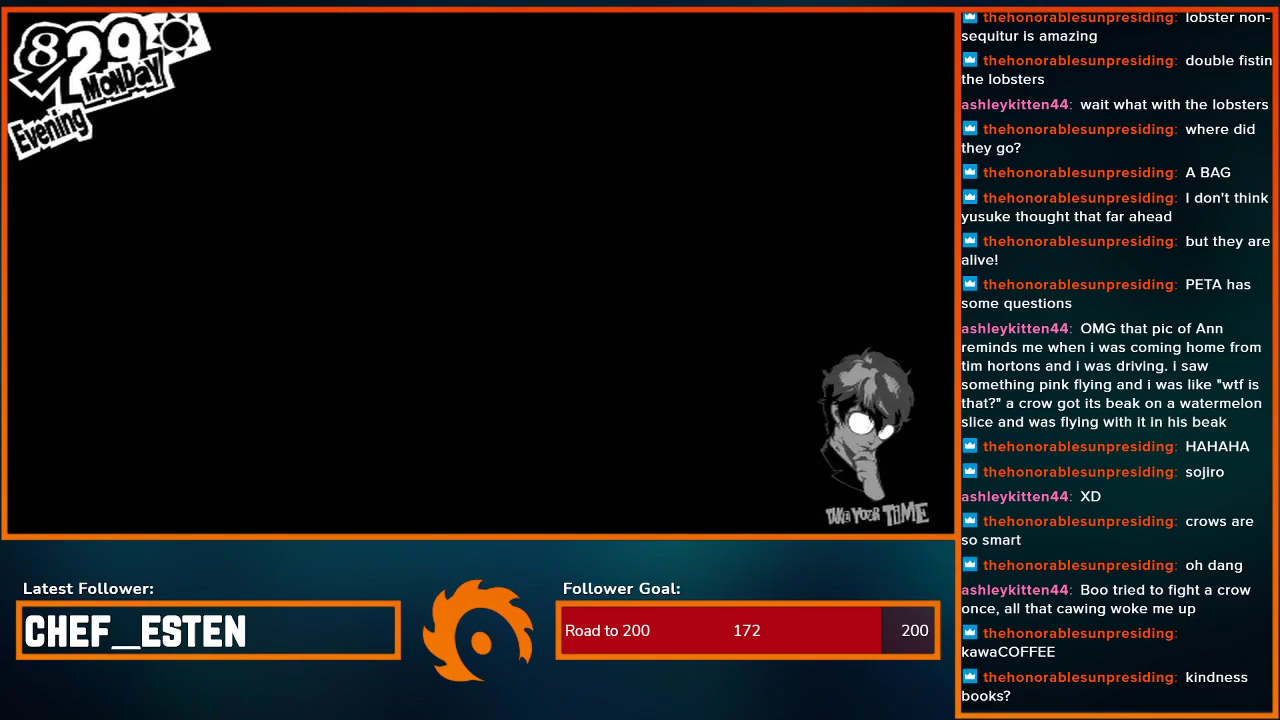 8/29
MONDAY
Evening
TAKE YOUR TIME
Latest Follower:
CHEF_ESTEN
Follower Goal:
Road to 200 172 200
thehonorablesunpresiding: lobster non-
sequitur is amazing
thehonorablesunpresiding: double fistin
the lobsters
ashleykitten44: wait what with the lobsters
thehonorablesunpresiding: where did
they go?
thehonorablesunpresiding: A BAG
thehonorablesunpresiding: I don't think
yusuke thought that far ahead
thehonorablesunpresiding: but they are
alive!
thehonorablesunpresiding: PETA has
some questions
ashleykitten44: OMG that pic of Ann
reminds me when i was coming home from
tim hortons and i was driving. i saw
something pink flying and i was like "wtf is
that?" a crow got its beak on a watermelon
slice and was flying with it in his beak
thehonorablesunpresiding: HAHAHA
thehonorablesunpresiding: sojiro
ashleykitten44: XD
thehonorablesunpresiding: crows are
so smart
thehonorablesunpresiding: oh dang
ashleykitten44: Boo tried to fight a crow
once, all that cawing woke me up
thehonorablesunpresiding:
kawaCOFFEE
thehonorablesunpresiding: kindness
books?